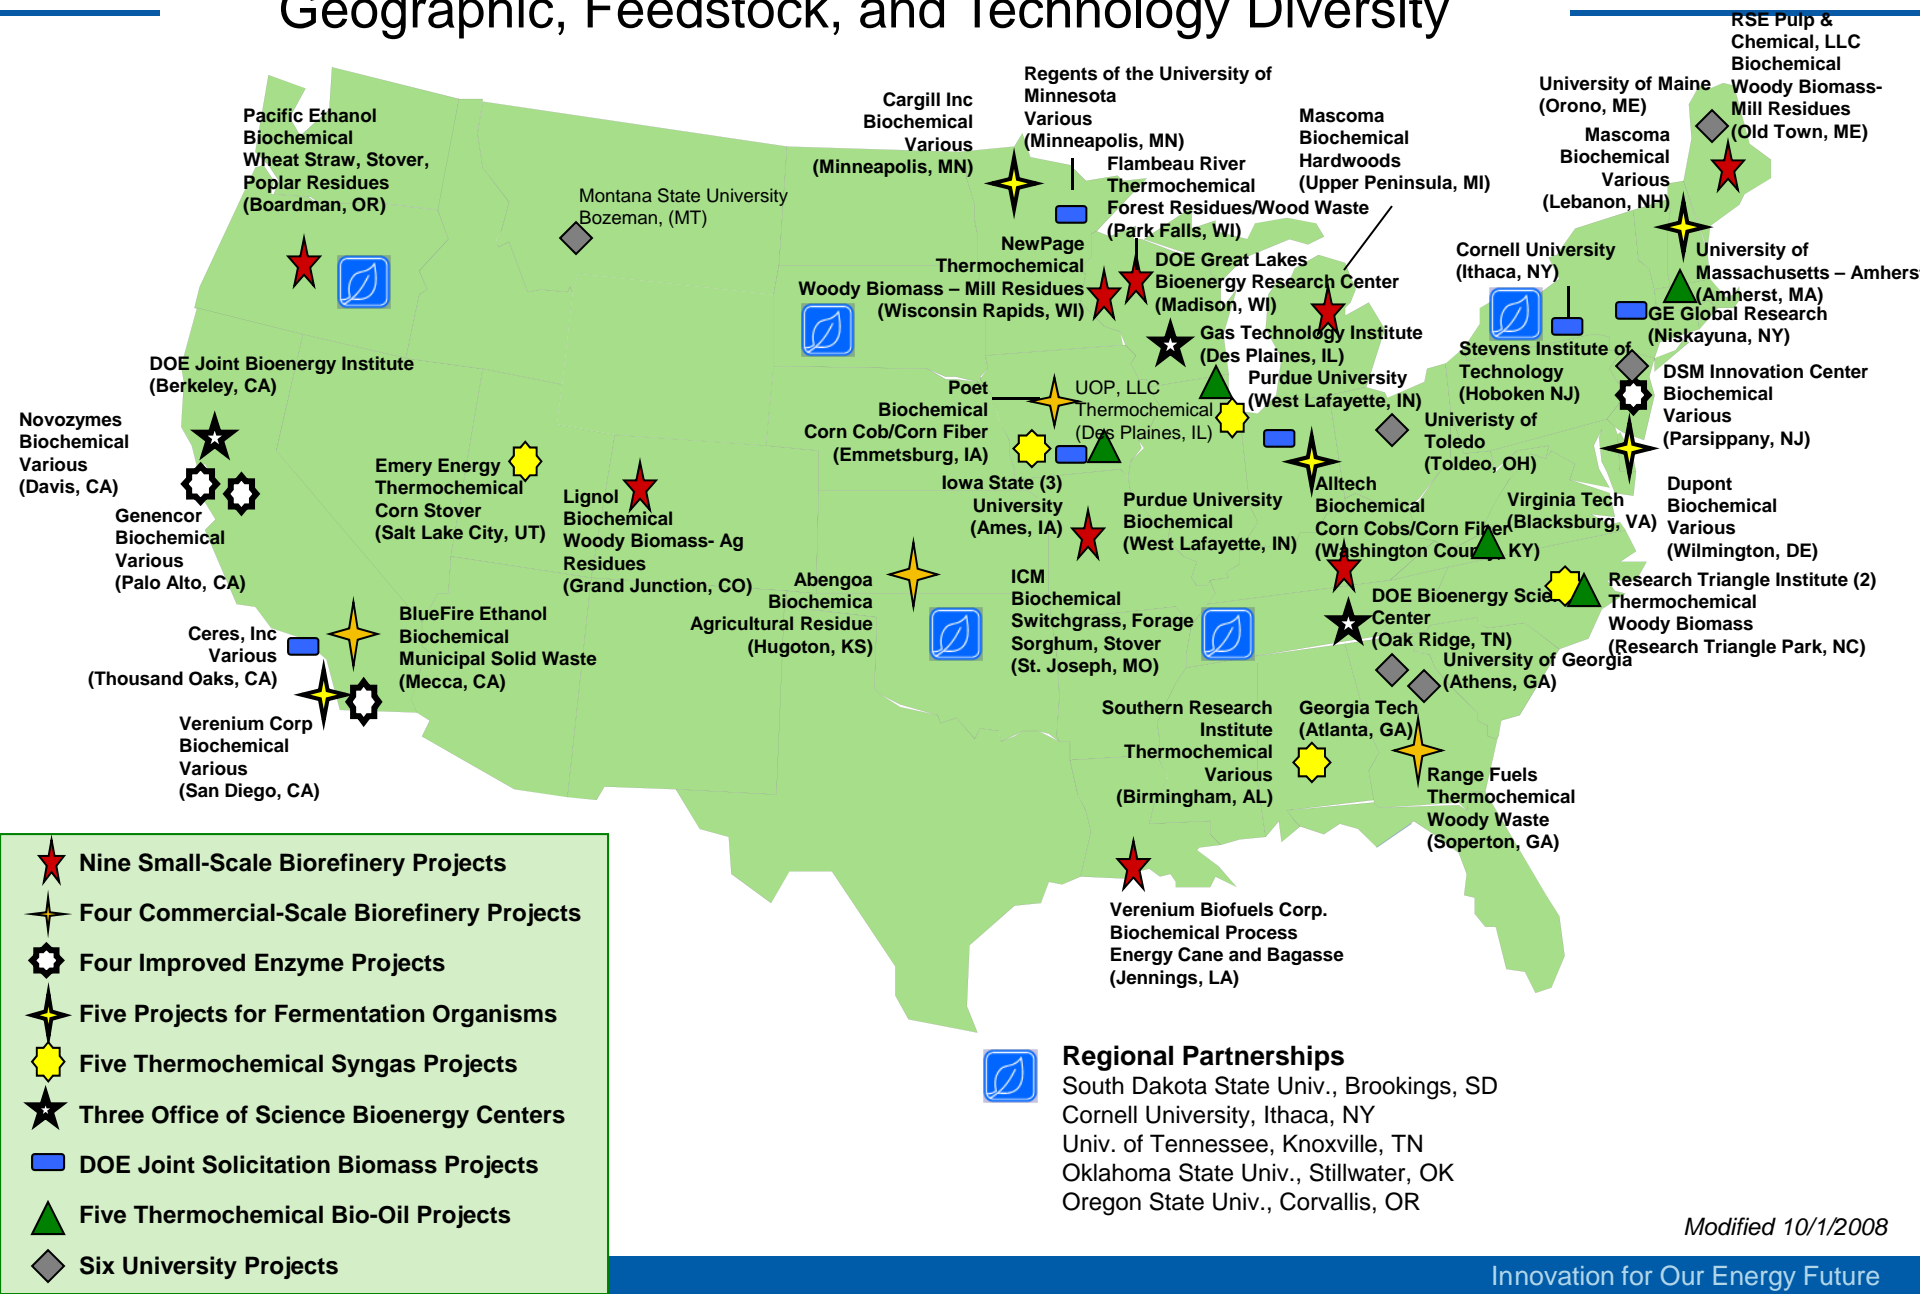 Geographic, Feedstock, and Technology Diversity
RSE Pulp &
Chemical, LLC
Biochemical
Woody Biomass-
Mill Residues
(Old Town, ME)
University of Maine
(Orono, ME)
Mascoma
Biochemical
Various
(Lebanon, NH)
Regents of the University of
Minnesota
Various
(Minneapolis, MN)
Cargill Inc
Biochemical
Various
(Minneapolis, MN)
Pacific Ethanol
Biochemical
Wheat Straw, Stover,
Poplar Residues
(Boardman, OR)
Montana State University
Bozeman, (MT)
Flambeau River
Thermochemical
Forest Residues/Wood Waste
(Park Falls, WI)
Mascoma
Biochemical
Hardwoods
(Upper Peninsula, MI)
NewPage
Thermochemical
Woody Biomass – Mill Residues
(Wisconsin Rapids, WI)
DOE Great Lakes
Bioenergy Research Center
(Madison, WI)
Cornell University
(Ithaca, NY)
University of
Massachusetts – Amherst
(Amherst, MA)
GE Global Research
(Niskayuna, NY)
Gas Technology Institute
(Des Plaines, IL)
Stevens Institute of
Technology
(Hoboken NJ)
DSM Innovation Center
Biochemical
Various
(Parsippany, NJ)
DOE Joint Bioenergy Institute
(Berkeley, CA)
Novozymes
Biochemical
Various
(Davis, CA)
Genencor
Biochemical
Various
(Palo Alto, CA)
Emery Energy
Thermochemical
Corn Stover
(Salt Lake City, UT)
Lignol
Biochemical
Woody Biomass- Ag
Residues
(Grand Junction, CO)
Poet
Biochemical
Corn Cob/Corn Fiber
(Emmetsburg, IA)
UOP, LLC
Thermochemical
(Des Plaines, IL)
Purdue University
(West Lafayette, IN)
Univeristy of
Toledo
(Toldeo, OH)
Iowa State (3)
University
(Ames, IA)
Purdue University
Biochemical
(West Lafayette, IN)
Alltech
Biochemical
Corn Cobs/Corn Fiber
(Washington County, KY)
Virginia Tech
(Blacksburg, VA)
Dupont
Biochemical
Various
(Wilmington, DE)
Abengoa
Biochemica
Agricultural Residue
(Hugoton, KS)
ICM
Biochemical
Switchgrass, Forage
Sorghum, Stover
(St. Joseph, MO)
DOE Bioenergy Scie
Center
(Oak Ridge, TN)
Research Triangle Institute (2)
Thermochemical
Woody Biomass
(Research Triangle Park, NC)
Ceres, Inc
Various
(Thousand Oaks, CA)
BlueFire Ethanol
Biochemical
Municipal Solid Waste
(Mecca, CA)
Verenium Corp
Biochemical
Various
(San Diego, CA)
University of Georgia
(Athens, GA)
Southern Research
Institute
Thermochemical
Various
(Birmingham, AL)
Georgia Tech
(Atlanta, GA)
Range Fuels
Thermochemical
Woody Waste
(Soperton, GA)
Verenium Biofuels Corp.
Biochemical Process
Energy Cane and Bagasse
(Jennings, LA)
Nine Small-Scale Biorefinery Projects
Four Commercial-Scale Biorefinery Projects
Four Improved Enzyme Projects
Five Projects for Fermentation Organisms
Five Thermochemical Syngas Projects
Three Office of Science Bioenergy Centers
DOE Joint Solicitation Biomass Projects
Five Thermochemical Bio-Oil Projects
Six University Projects
Regional Partnerships
South Dakota State Univ., Brookings, SD
Cornell University, Ithaca, NY
Univ. of Tennessee, Knoxville, TN
Oklahoma State Univ., Stillwater, OK
Oregon State Univ., Corvallis, OR
Modified 10/1/2008
Innovation for Our Energy Future